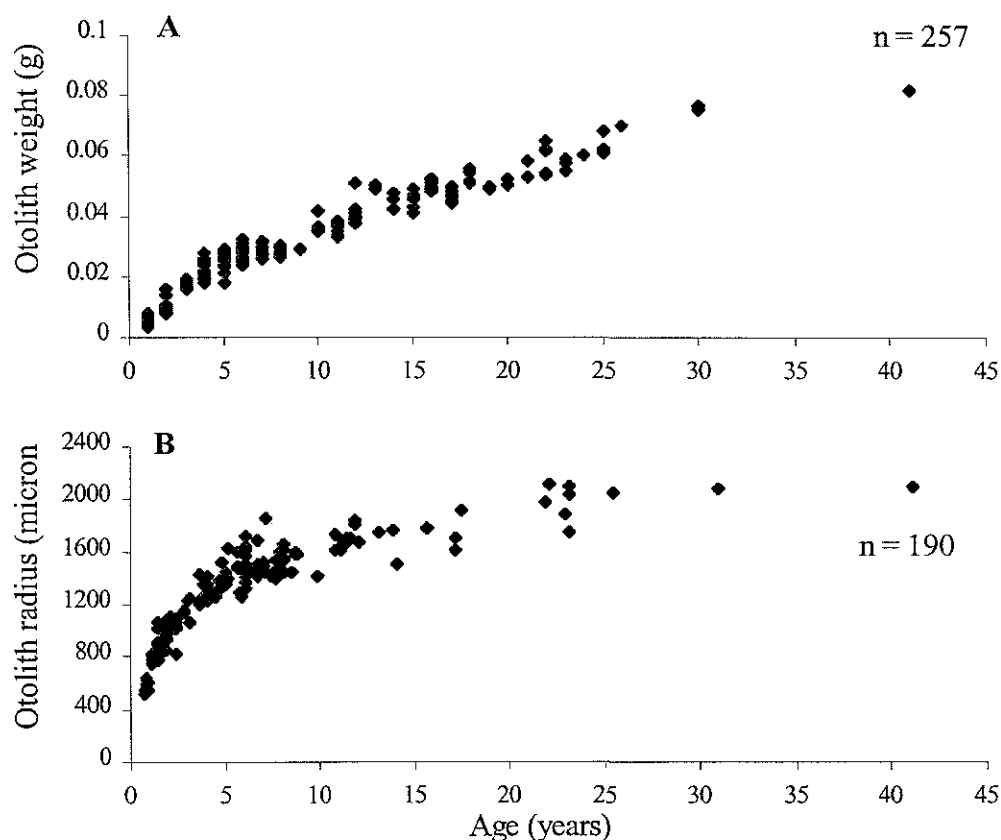 A
n = 257
Otolith weight (g)
0.1
0.08
0.06
0.04
0.02
0
0 5 10 15 20 25 30 35 40 45
B
n = 190
Otolith radius (micron
2400
2000
1600
1200
800
400
0
0 5 10 15 20 25 30 35 40 45
Age (years)